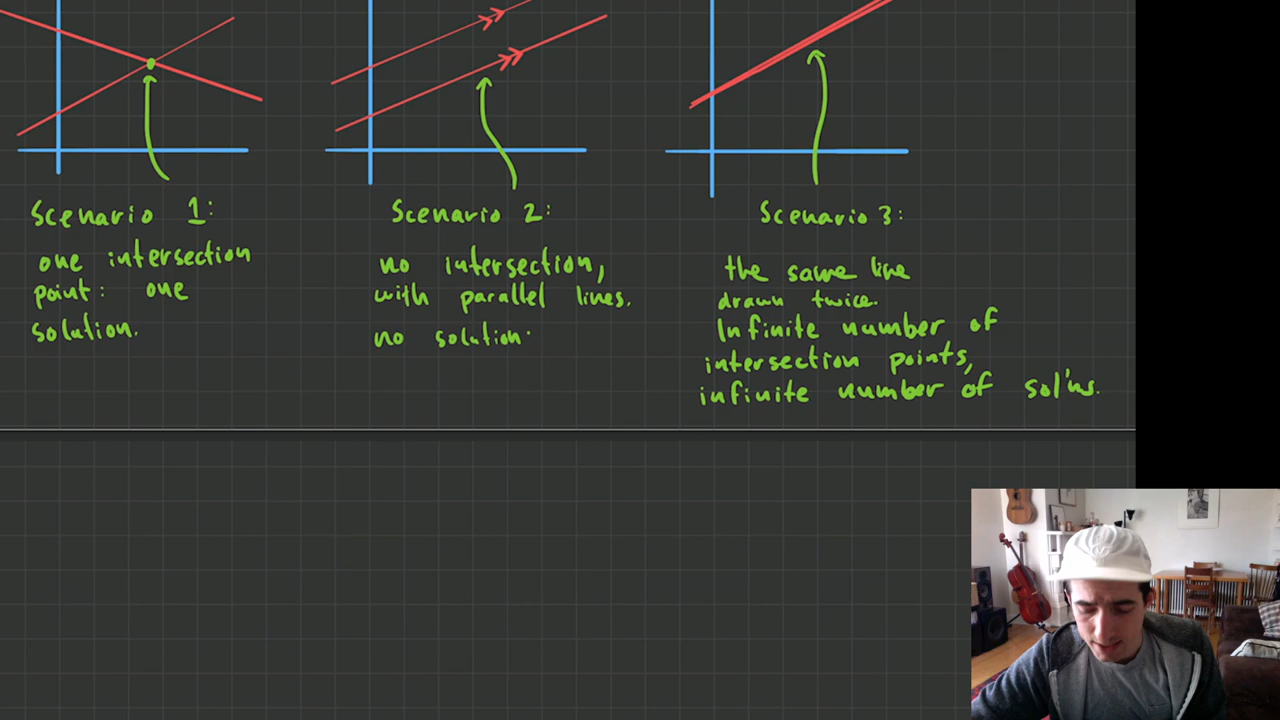 Scenario 1:
one intersection
point: one
solution.
Scenario 2:
no intersection,
with parallel lines.
no solution.
Scenario 3:
the same line
drawn twice.
Infinite number of
intersection points,
infinite number of sol'ns.